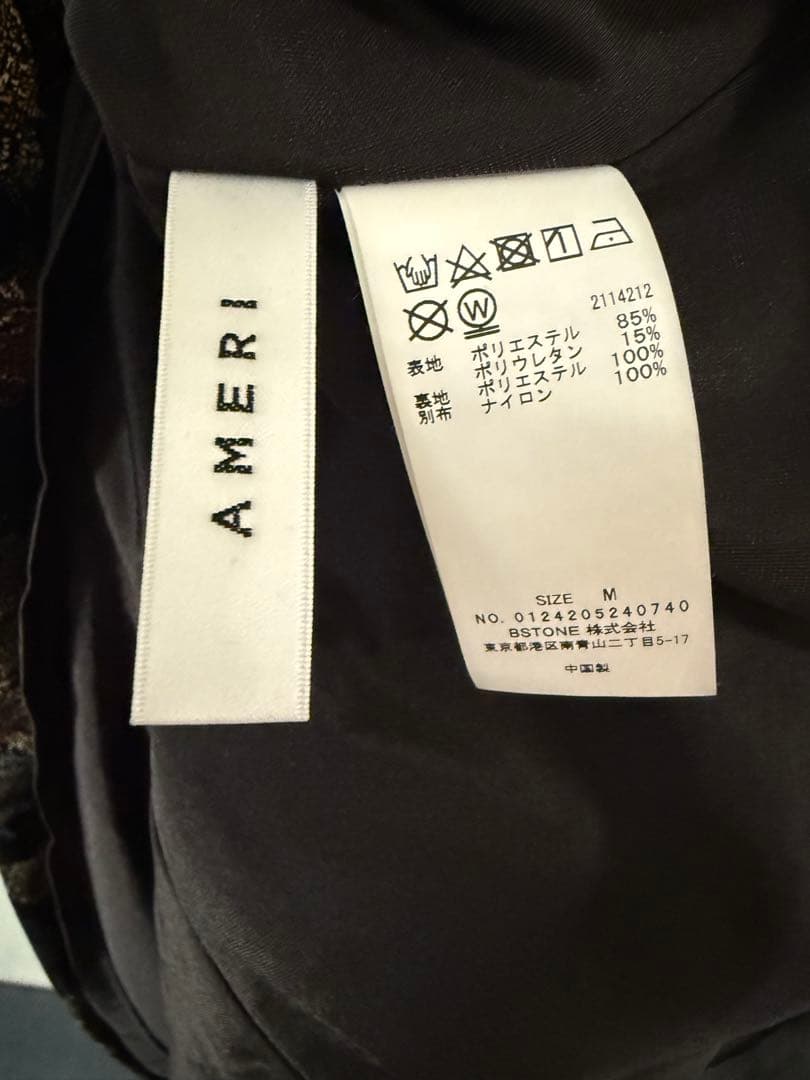 AMERI
W
2114212
表地 ポリエステル 85%
ポリウレタン 15%
裏地 ポリエステル 100%
別布 ナイロン 100%
SIZE M
NO. 0124205240740
BSTONE 株式会社
東京都港区南青山二丁目5-17
中国製